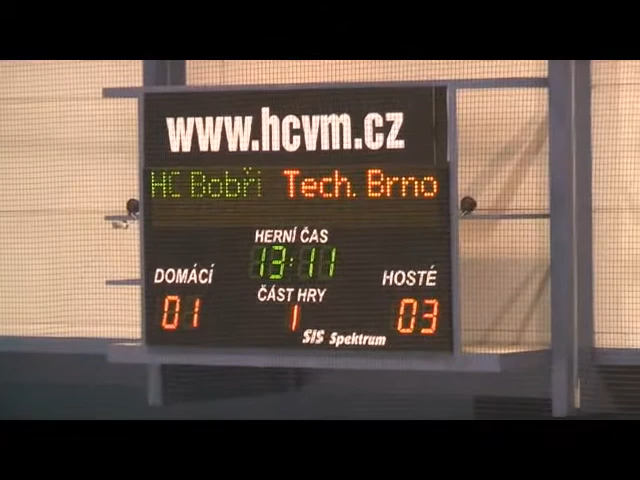 www.hcvm.cz
HC Bobři Tech. Brno
HERNÍ ČAS
13:11
DOMÁCÍ HOSTÉ
ČÁST HRY
01 1 03
SIS Spektrum